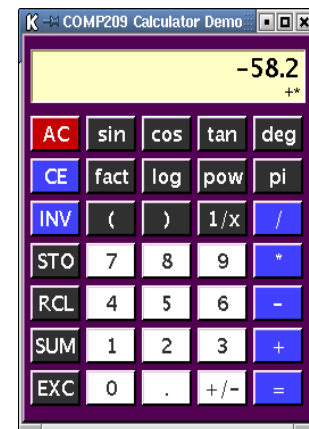 COMP209 Calculator Demo
-58.2
+*
AC sin cos tan deg
CE fact log pow pi
INV ( ) 1/x /
STO 7 8 9 *
RCL 4 5 6 -
SUM 1 2 3 +
EXC 0 . +/- =